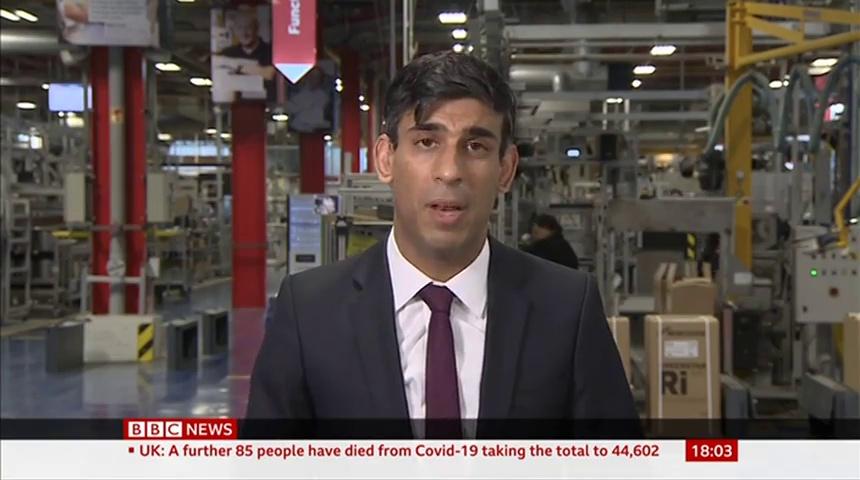 Func
Ri
BBC NEWS
UK: A further 85 people have died from Covid-19 taking the total to 44,602
18:03